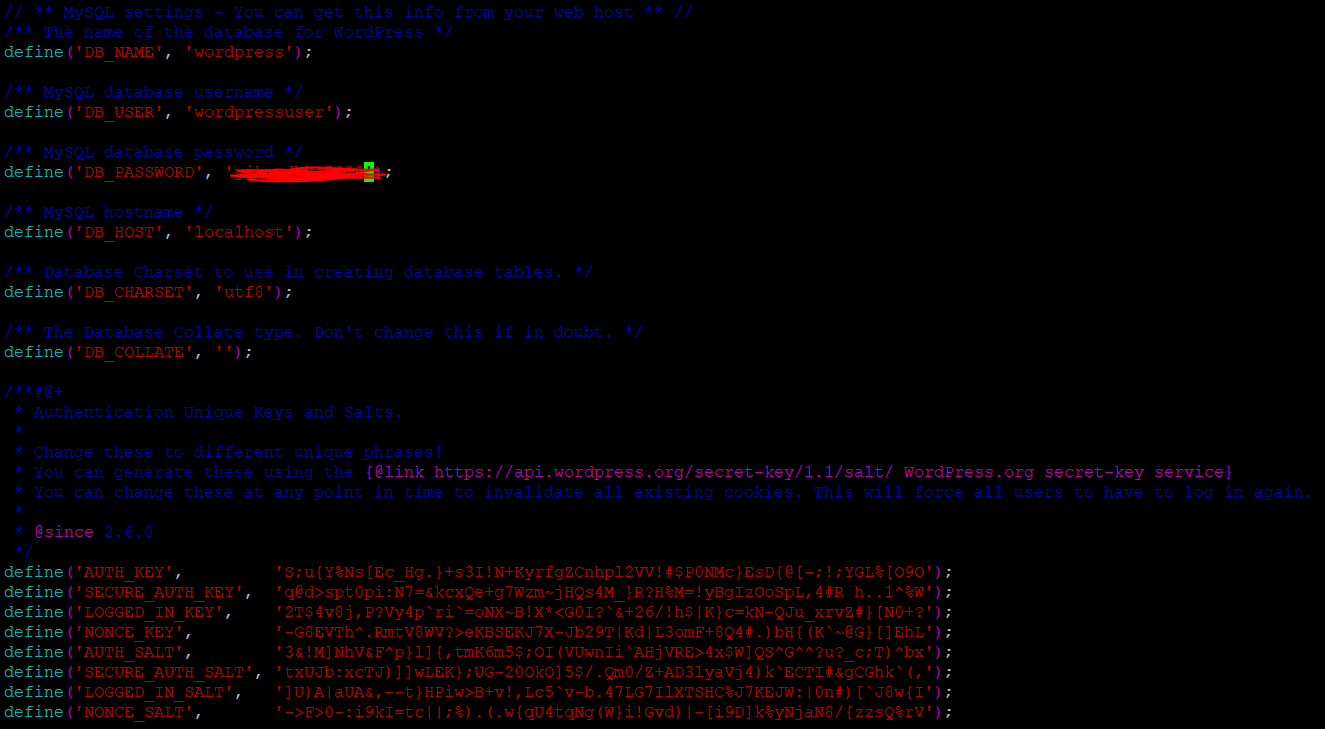 // ** MySQL settings - You can get this info from your web host ** //
/** The name of the database for WordPress */
define('DB_NAME', 'wordpress');
/** MySQL database username */
define('DB_USER', 'wordpressuser');
/** MySQL database password */
define('DB_PASSWORD', ');
/** MySQL hostname */
define('DB_HOST', 'localhost');
/** Database Charset to use in creating database tables. */
define('DB_CHARSET', 'utf8');
/** The Database Collate type. Don't change this if in doubt. */
define('DB_COLLATE', '');
/**#@+
* Authentication Unique Keys and Salts.
*
* Change these to different unique phrases!
* You can generate these using the {@link https://api.wordpress.org/secret-key/1.1/salt/ WordPress.org secret-key service}
* You can change these at any point in time to invalidate all existing cookies. This will force all users to have to log in again.
*
* @since 2.6.0
*/
define('AUTH_KEY', 'S;u{Y%Ns[Ec_Hg.}+s3I!N+KyrfgZCnhpl2VV!#$P0NMc}EsD{@[-;!;YGL%[O9O');
define('SECURE_AUTH_KEY', 'q@d>spt0pi:N7=&kcxQe+g7Wzm~jHQs4M_}R?H%M=!yBgIzOoSpL,4#R h..l^%W');
define('LOGGED_IN_KEY', '2T$4v8j,P?Vy4p`ri`=oNX~B!X*<G0I?`&+26/!h$|K}c=kN-QJu_xrvZ#}[N0+?');
define('NONCE_KEY', '-G8EVTh^.RmtV8WV?>eKBSEKJ7X-Jb29T|Kd|L3omF+8Q4#.)bH{(K`~@G}[]EhL');
define('AUTH_SALT', '3&!M]NhV&F^p}l]{,tmK6m5$;OI(VUwnIi`AHjVRE>4x$W]QS^G^^?u?_c;T)^bx');
define('SECURE_AUTH_SALT', 'txUJb:xcTJ)]]wLEK};UG-20OkO]5$/.Qm0/Z+AD3lyaVj4)k`ECTI#&gCGhk`(,');
define('LOGGED_IN_SALT', ']U)A|aUA&,--t}HPiw>B+v!,Lc5`v-b.47LG7IlXTSHC%J7KEJW:|0n#)[`J8w{I');
define('NONCE_SALT', '->F>0-:i9kI=tc||;%).(.w{qU4tqNg(W}i!Gvd)|-[i9D]k%yNjaN8/{zzsQ%rV');